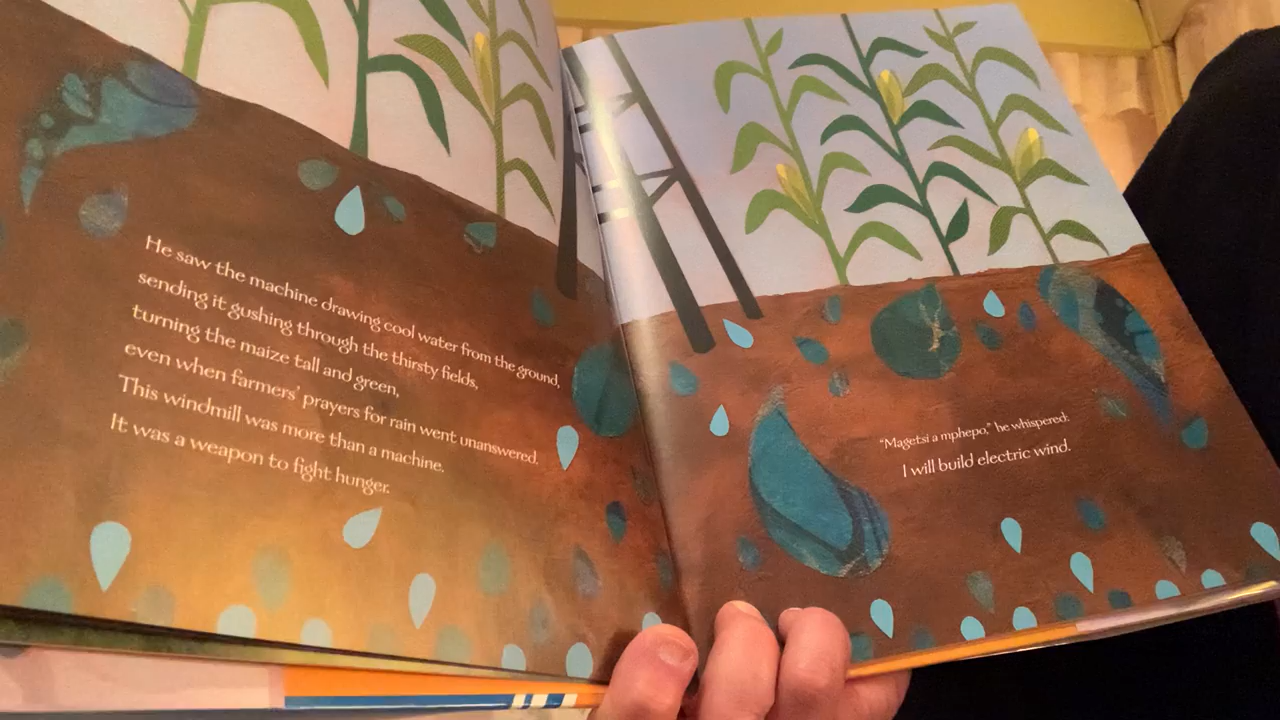 He saw the machine drawing cool water from the ground,
sending it gushing through the thirsty fields,
turning the maize tall and green,
even when farmers' prayers for rain went unanswered.
This windmill was more than a machine.
It was a weapon to fight hunger.
"Magetsi a mphepo," he whispered.
I will build electric wind.